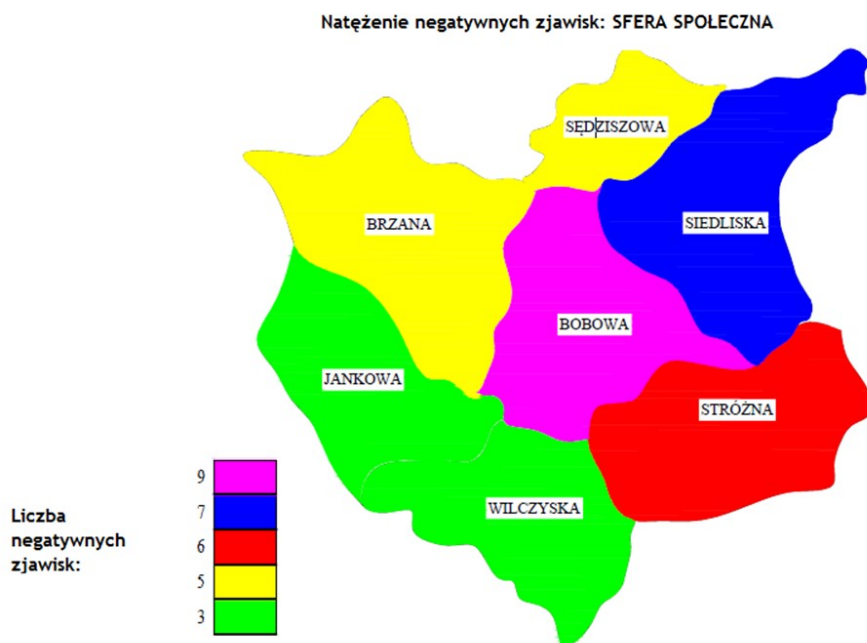 Natężenie negatywnych zjawisk: SFERA SPOŁECZNA
SĘDZISZOWA
BRZANA
SIEDLISKA
BOBOWA
JANKOWA
STRÓŻNA
WILCZYSKA
Liczba
negatywnych
zjawisk:
9
7
6
5
3